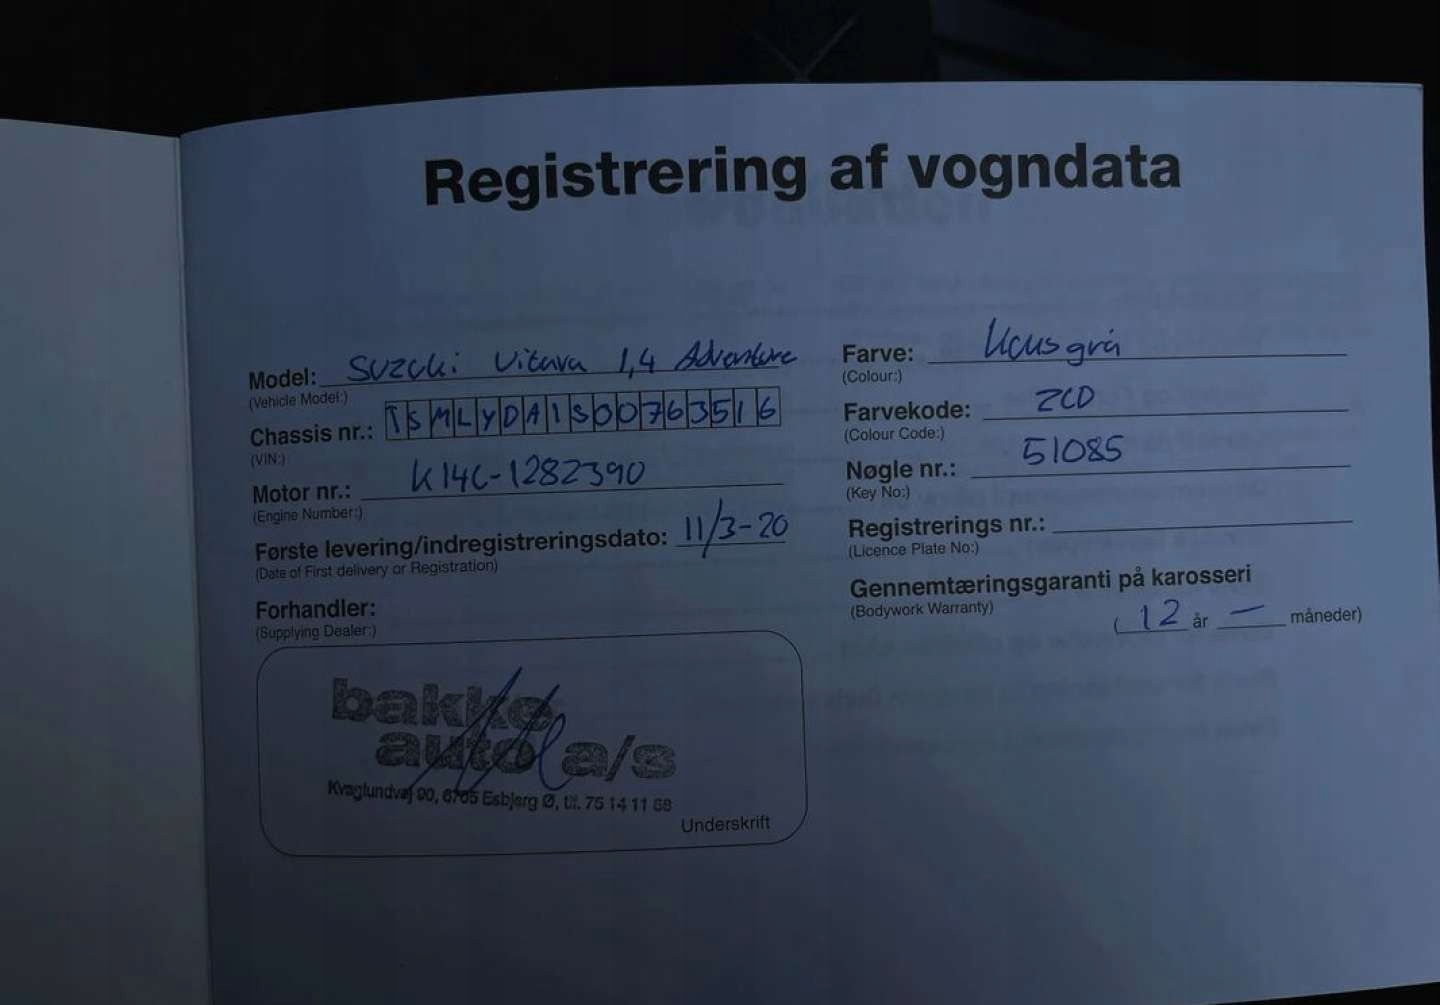 Registrering af vogndata
Model: Suzuki Vitara 1,4 Adventure
(Vehicle Model:)
Chassis nr.: TSMLYDA1S00763516
(VIN:)
Motor nr.: K14C-1282390
(Engine Number:)
Første levering/indregistreringsdato: 11/3-20
(Date of First delivery or Registration)
Forhandler:
(Supplying Dealer:)
bakke
auto a/s
Kvaglundvej 90, 6705 Esbjerg Ø, tlf. 75 14 11 68
Underskrift
Farve: grå
(Colour:)
Farvekode: ZCD
(Colour Code:)
Nøgle nr.: 51085
(Key No:)
Registrerings nr.:
(Licence Plate No:)
Gennemtæringsgaranti på karosseri
(Bodywork Warranty)
( 12 år — måneder)